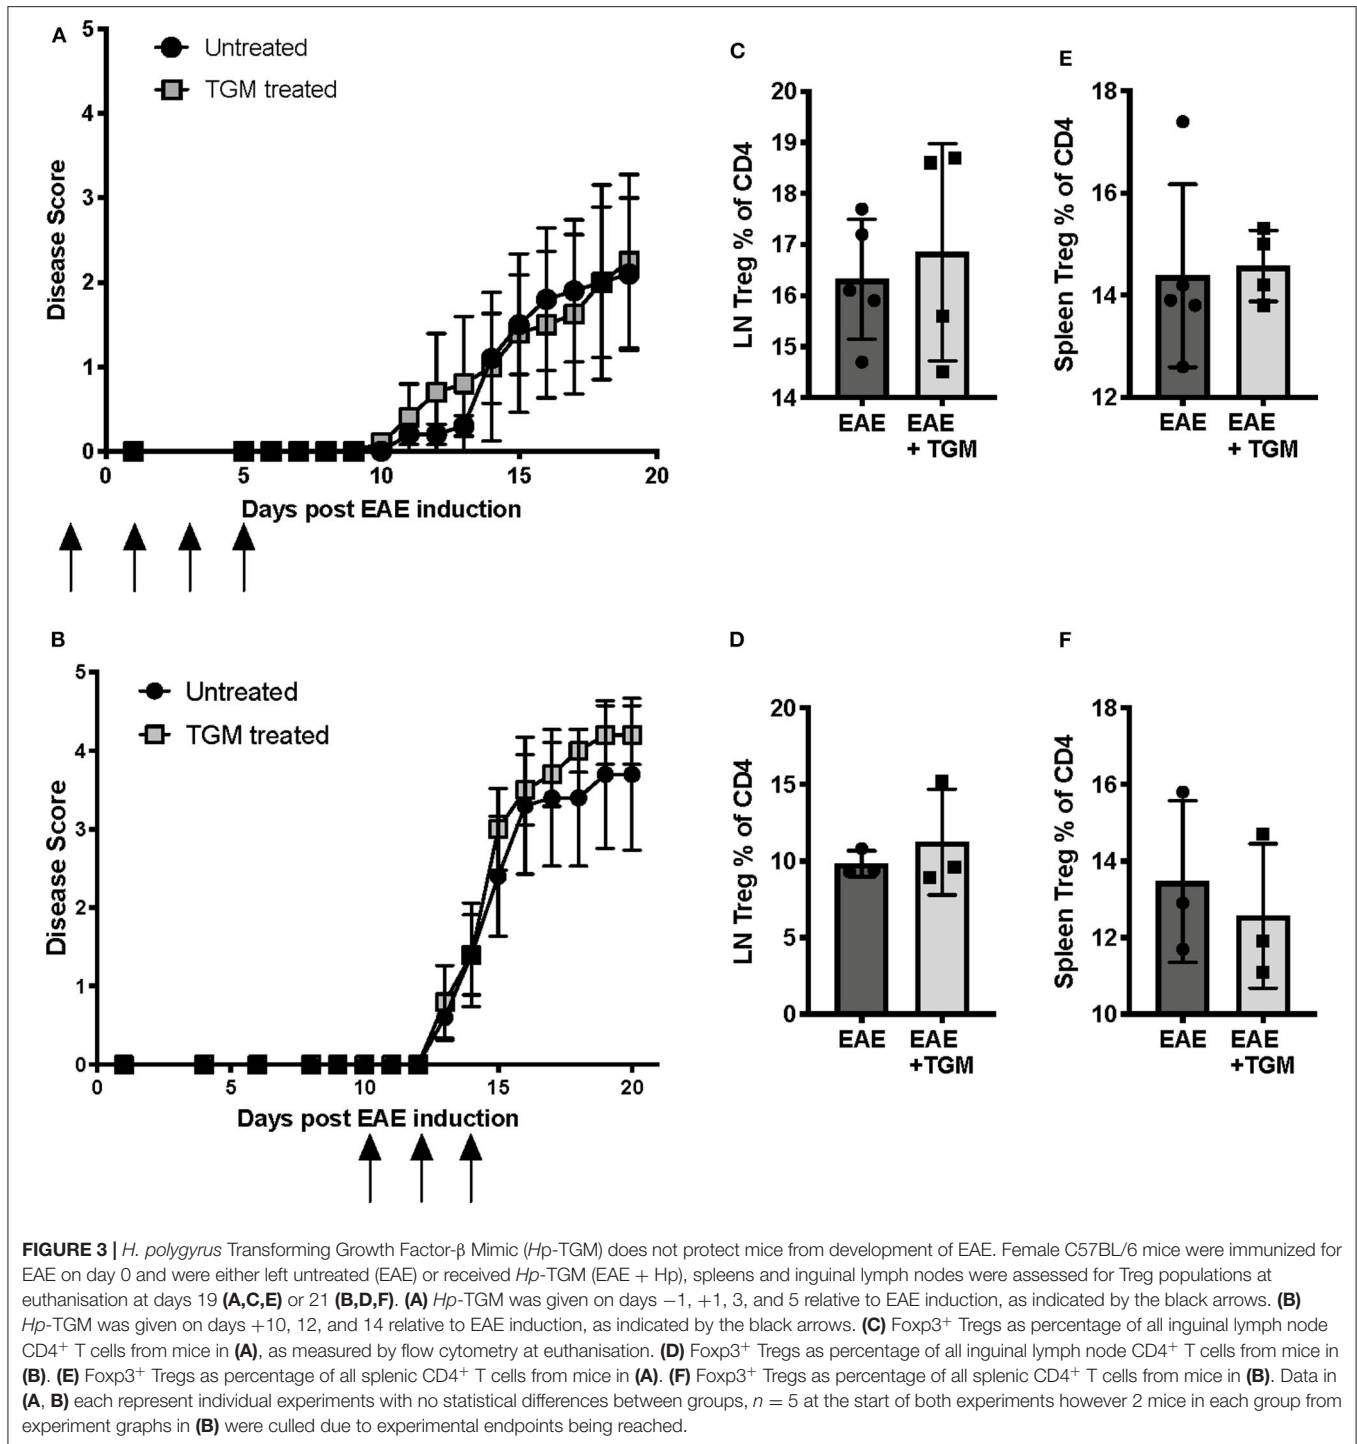 A
Untreated
TGM treated
5
4
3
2
1
0
Disease Score
0 5 10 15 20
Days post EAE induction
C
20
19
18
17
16
15
14
LN Treg % of CD4
EAE EAE
+ TGM
E
18
16
14
12
Spleen Treg % of CD4
EAE EAE
+ TGM
B
Untreated
TGM treated
5
4
3
2
1
0
Disease Score
0 5 10 15 20
Days post EAE induction
D
20
15
10
5
0
LN Treg % of CD4
EAE EAE
+TGM
F
18
16
14
12
10
Spleen Treg % of CD4
EAE EAE
+TGM
FIGURE 3 | H. polygyrus Transforming Growth Factor-β Mimic (Hp-TGM) does not protect mice from development of EAE. Female C57BL/6 mice were immunized for
EAE on day 0 and were either left untreated (EAE) or received Hp-TGM (EAE + Hp), spleens and inguinal lymph nodes were assessed for Treg populations at
euthanisation at days 19 (A,C,E) or 21 (B,D,F). (A) Hp-TGM was given on days −1, +1, 3, and 5 relative to EAE induction, as indicated by the black arrows. (B)
Hp-TGM was given on days +10, 12, and 14 relative to EAE induction, as indicated by the black arrows. (C) Foxp3+ Tregs as percentage of all inguinal lymph node
CD4+ T cells from mice in (A), as measured by flow cytometry at euthanisation. (D) Foxp3+ Tregs as percentage of all inguinal lymph node CD4+ T cells from mice in
(B). (E) Foxp3+ Tregs as percentage of all splenic CD4+ T cells from mice in (A). (F) Foxp3+ Tregs as percentage of all splenic CD4+ T cells from mice in (B). Data in
(A, B) each represent individual experiments with no statistical differences between groups, n = 5 at the start of both experiments however 2 mice in each group from
experiment graphs in (B) were culled due to experimental endpoints being reached.